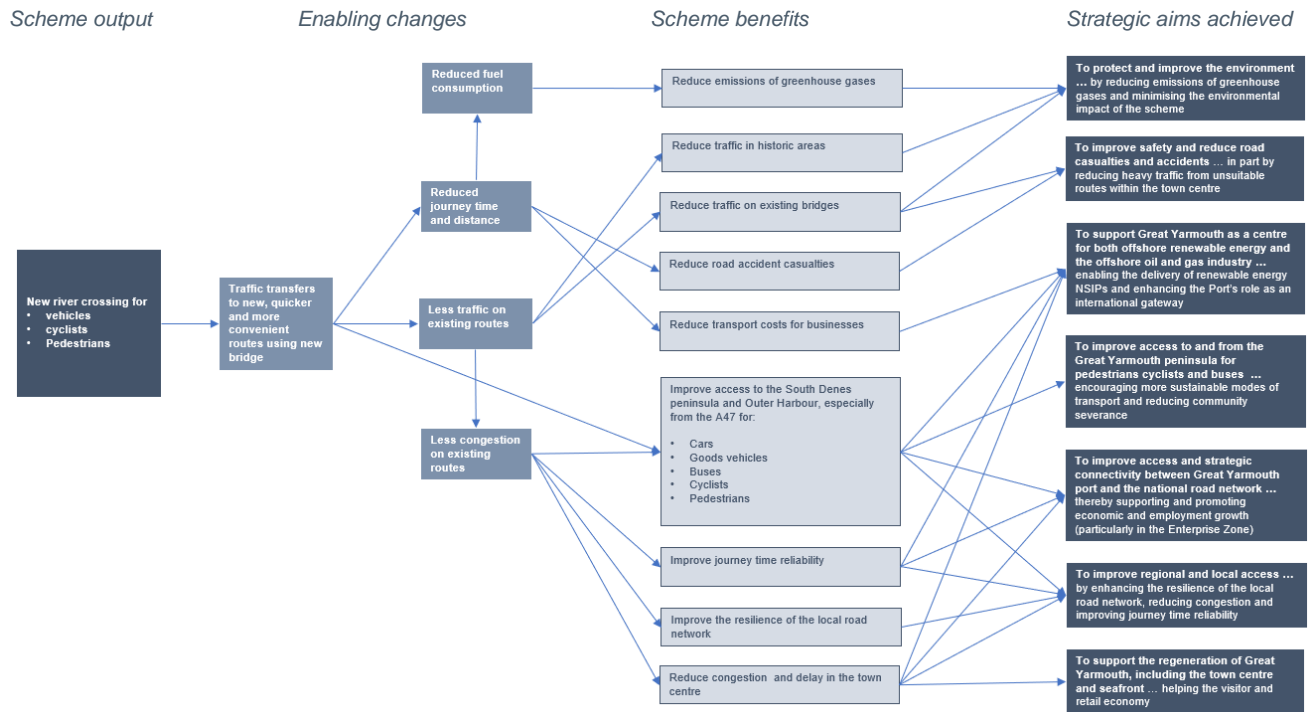 Scheme output
Enabling changes
Scheme benefits
Strategic aims achieved
New river crossing for
• vehicles
• cyclists
• Pedestrians
Traffic transfers
to new, quicker
and more
convenient
routes using new
bridge
Reduced fuel
consumption
Reduced
journey time
and distance
Less traffic on
existing routes
Less congestion
on existing
routes
Reduce emissions of greenhouse gases
Reduce traffic in historic areas
Reduce traffic on existing bridges
Reduce road accident casualties
Reduce transport costs for businesses
Improve access to the South Denes
peninsula and Outer Harbour, especially
from the A47 for:
• Cars
• Goods vehicles
• Buses
• Cyclists
• Pedestrians
Improve journey time reliability
Improve the resilience of the local road
network
Reduce congestion and delay in the town
centre
To protect and improve the environment
... by reducing emissions of greenhouse
gases and minimising the environmental
impact of the scheme
To improve safety and reduce road
casualties and accidents ... in part by
reducing heavy traffic from unsuitable
routes within the town centre
To support Great Yarmouth as a centre
for both offshore renewable energy and
the offshore oil and gas industry ...
enabling the delivery of renewable energy
NSIPs and enhancing the Port's role as an
international gateway
To improve access to and from the
Great Yarmouth peninsula for
pedestrians cyclists and buses ...
encouraging more sustainable modes of
transport and reducing community
severance
To improve access and strategic
connectivity between Great Yarmouth
port and the national road network ...
thereby supporting and promoting
economic and employment growth
(particularly in the Enterprise Zone)
To improve regional and local access ...
by enhancing the resilience of the local
road network, reducing congestion and
improving journey time reliability
To support the regeneration of Great
Yarmouth, including the town centre
and seafront ... helping the visitor and
retail economy